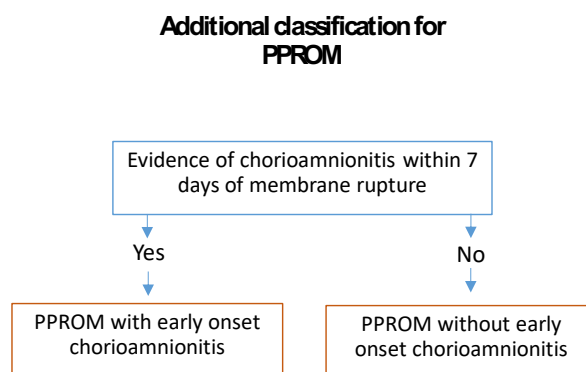 Additional classification for
PPROM
Evidence of chorioamnionitis within 7
days of membrane rupture
Yes
No
PPROM with early onset
chorioamnionitis
PPROM without early
onset chorioamnionitis